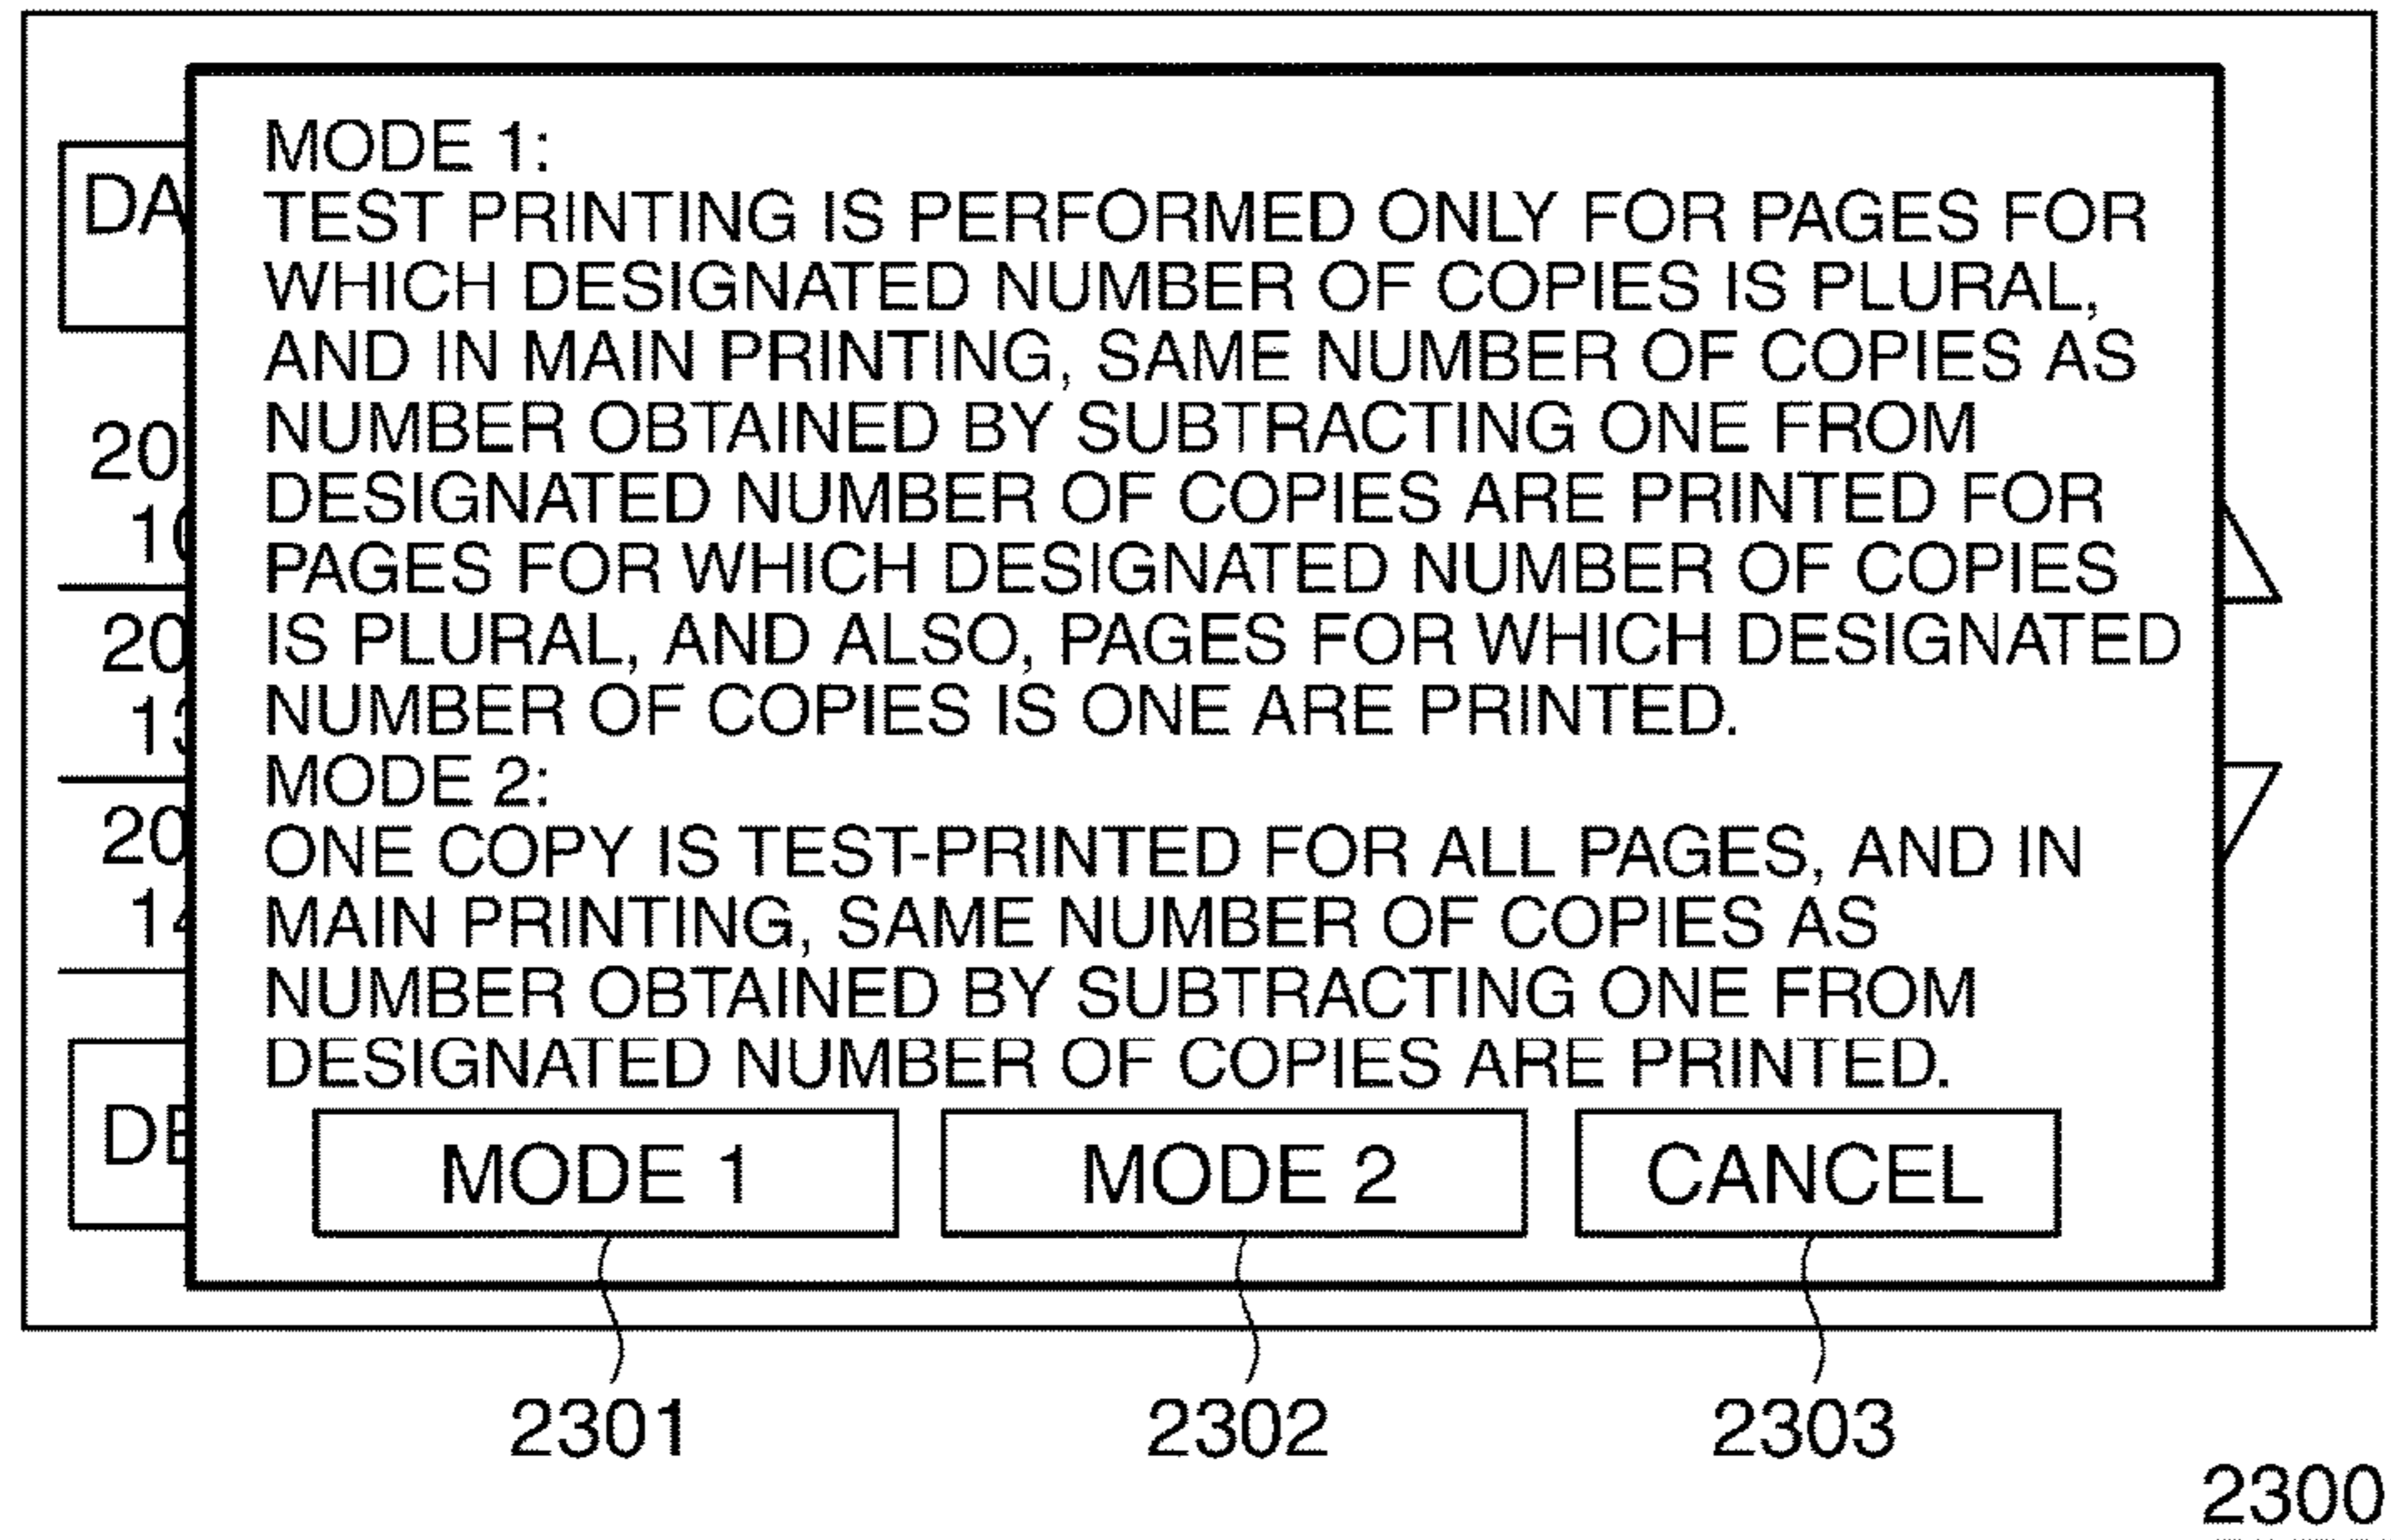 MODE 1:
TEST PRINTING IS PERFORMED ONLY FOR PAGES FOR
WHICH DESIGNATED NUMBER OF COPIES IS PLURAL,
AND IN MAIN PRINTING, SAME NUMBER OF COPIES AS
NUMBER OBTAINED BY SUBTRACTING ONE FROM
DESIGNATED NUMBER OF COPIES ARE PRINTED FOR
PAGES FOR WHICH DESIGNATED NUMBER OF COPIES
IS PLURAL, AND ALSO, PAGES FOR WHICH DESIGNATED
NUMBER OF COPIES IS ONE ARE PRINTED.
MODE 2:
ONE COPY IS TEST-PRINTED FOR ALL PAGES, AND IN
MAIN PRINTING, SAME NUMBER OF COPIES AS
NUMBER OBTAINED BY SUBTRACTING ONE FROM
DESIGNATED NUMBER OF COPIES ARE PRINTED.
MODE 1 MODE 2 CANCEL
2301 2302 2303
2300